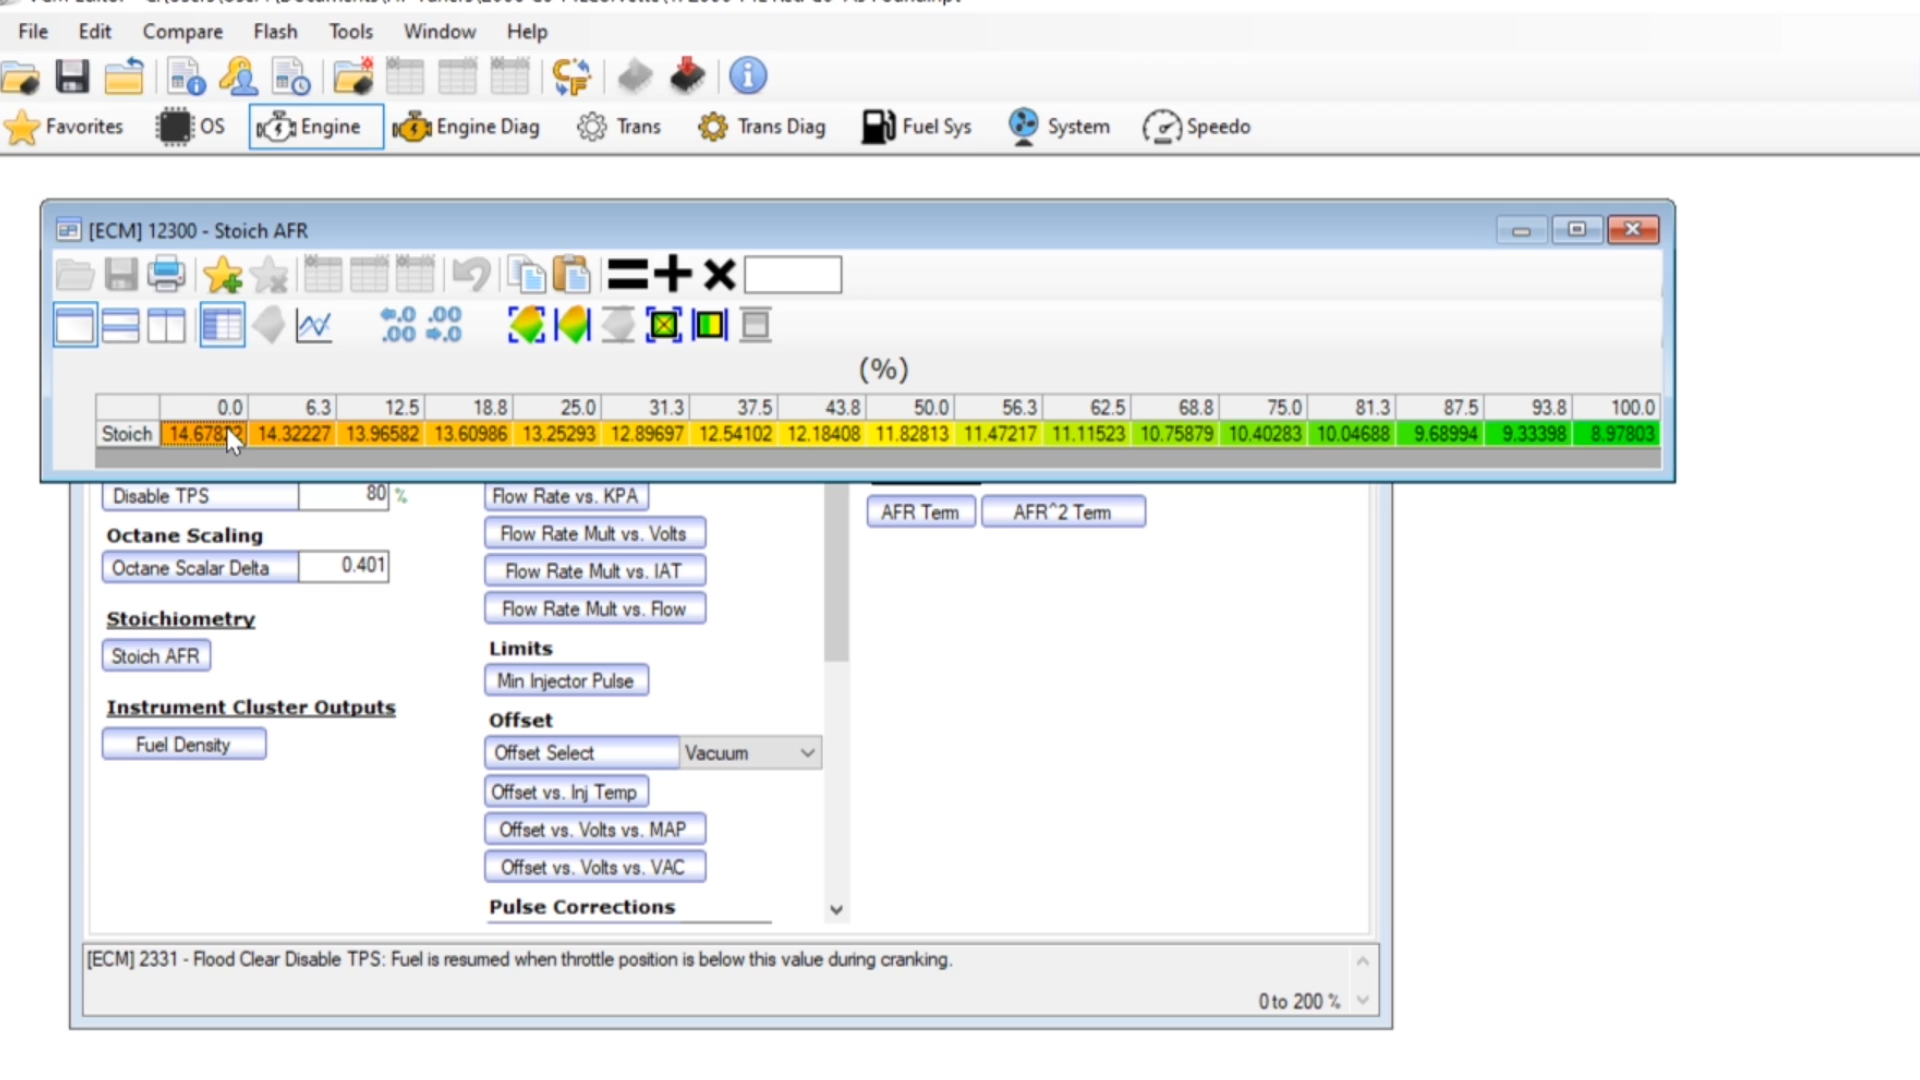 File Edit View Compare Flash Tools Window Help
Favorites OS Engine Engine Diag Trans Trans Diag Fuel Sys System Speedo
[ECM] 12300 - Stoich AFR
(%)
0.0 6.3 12.5 18.8 25.0 31.3 37.5 43.8 50.0 56.3 62.5 68.8 75.0 81.3 87.5 93.8 100.0
Stoich 14.32227 13.96582 13.60986 13.25293 12.89697 12.54102 12.18408 11.82813 11.47217 11.11523 10.75879 10.40283 10.04688 9.68994 9.33398 8.97803
Disable TPS 80 %
Octane Scaling
Octane Scalar Delta 0.401
Stoichiometry
Stoich AFR
Instrument Cluster Outputs
Fuel Density
Flow Rate vs. KPA
Flow Rate Mult vs. Volts
Flow Rate Mult vs. IAT
Flow Rate Mult vs. Flow
Limits
Min Injector Pulse
Offset
Offset Select Vacuum
Offset vs. Inj Temp
Offset vs. Volts vs. MAP
Offset vs. Volts vs. VAC
Pulse Corrections
AFR Term AFR^2 Term
[ECM] 2331 - Flood Clear Disable TPS: Fuel is resumed when throttle position is below this value during cranking.
0 to 200 %